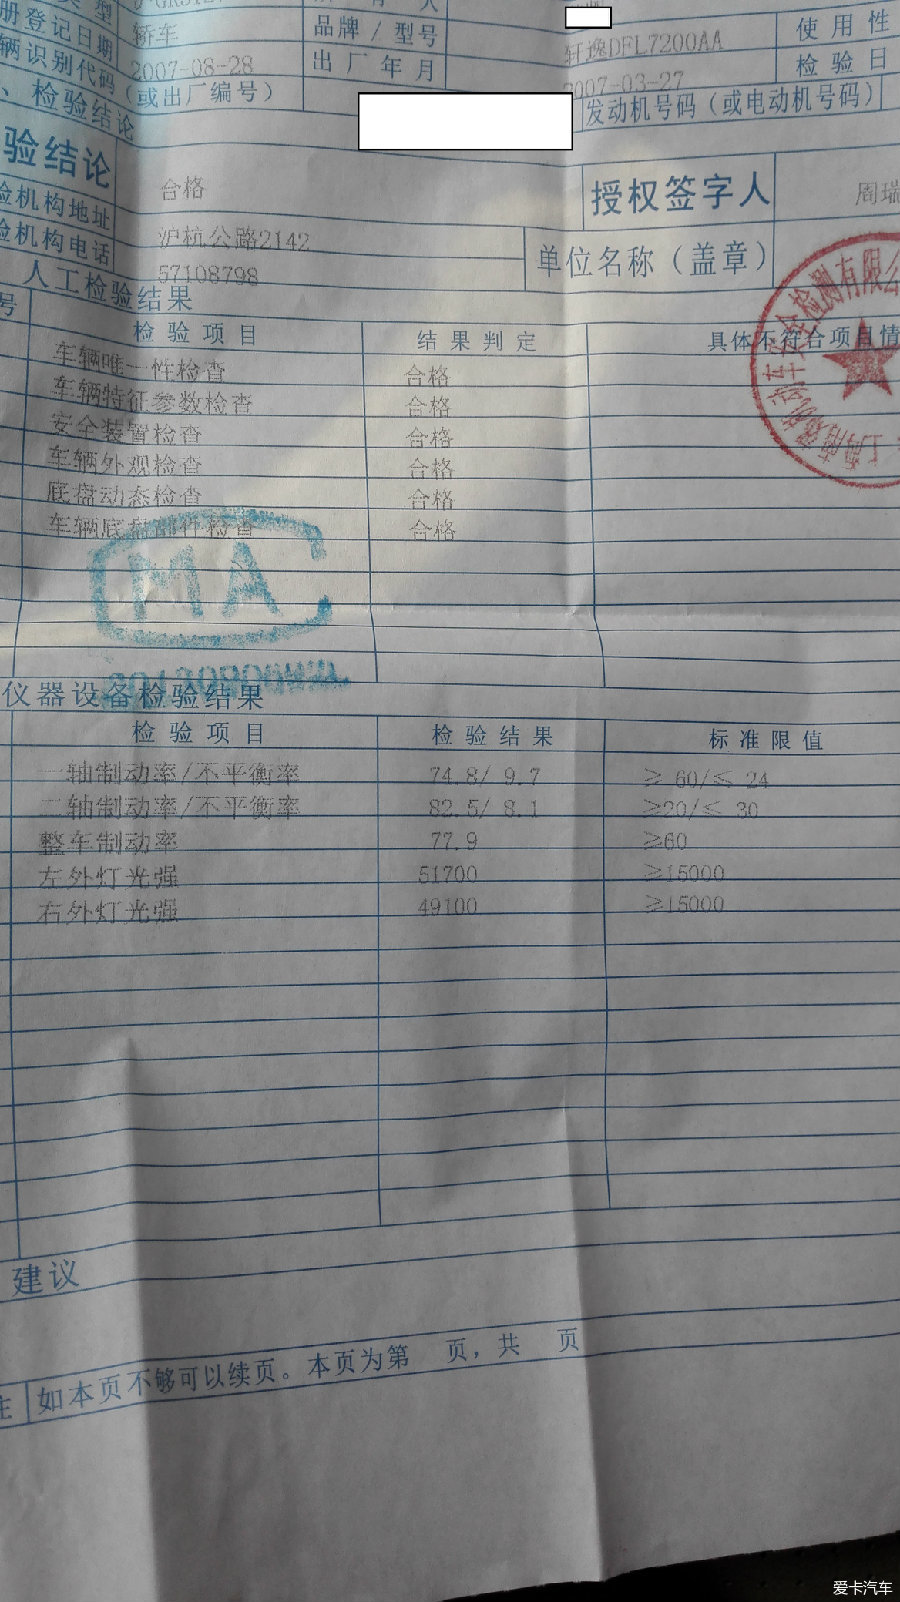 类型
所有人
册登记日期 轿车 品牌/型号 轩逸DFL7200AA 使用性
辆识别代码 2007-08-28 出厂年月 2007-03-27 检验日
(或出厂编号) 发动机号码(或电动机号码)
、检验结论
验结论 合格 授权签字人 周瑞
检机构地址 沪杭公路2142 单位名称(盖章)
检机构电话 57108798
人工检验结果
号 检验项目 结果判定 具体不符合项目情
车辆唯一性检查 合格
车辆特征参数检查 合格
安全装置检查 合格
车辆外观检查 合格
底盘动态检查 合格
车辆底盘部件检查 合格
MA
仪器设备检验结果
检验项目 检验结果 标准限值
一轴制动率/不平衡率 74.8/ 9.7 ≥ 60/≤ 24
二轴制动率/不平衡率 82.5/ 8.1 ≥20/≤ 30
整车制动率 77.9 ≥60
左外灯光强 51700 ≥15000
右外灯光强 49100 ≥15000
建议
注 如本页不够可以续页。本页为第 页，共 页
爱卡汽车